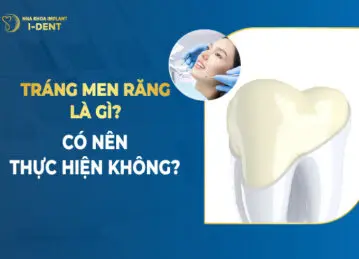 NHA KHOA IMPLANT
I-DENT
TRÁNG MEN RĂNG
LÀ GÌ?
CÓ NÊN
THỰC HIỆN KHÔNG?